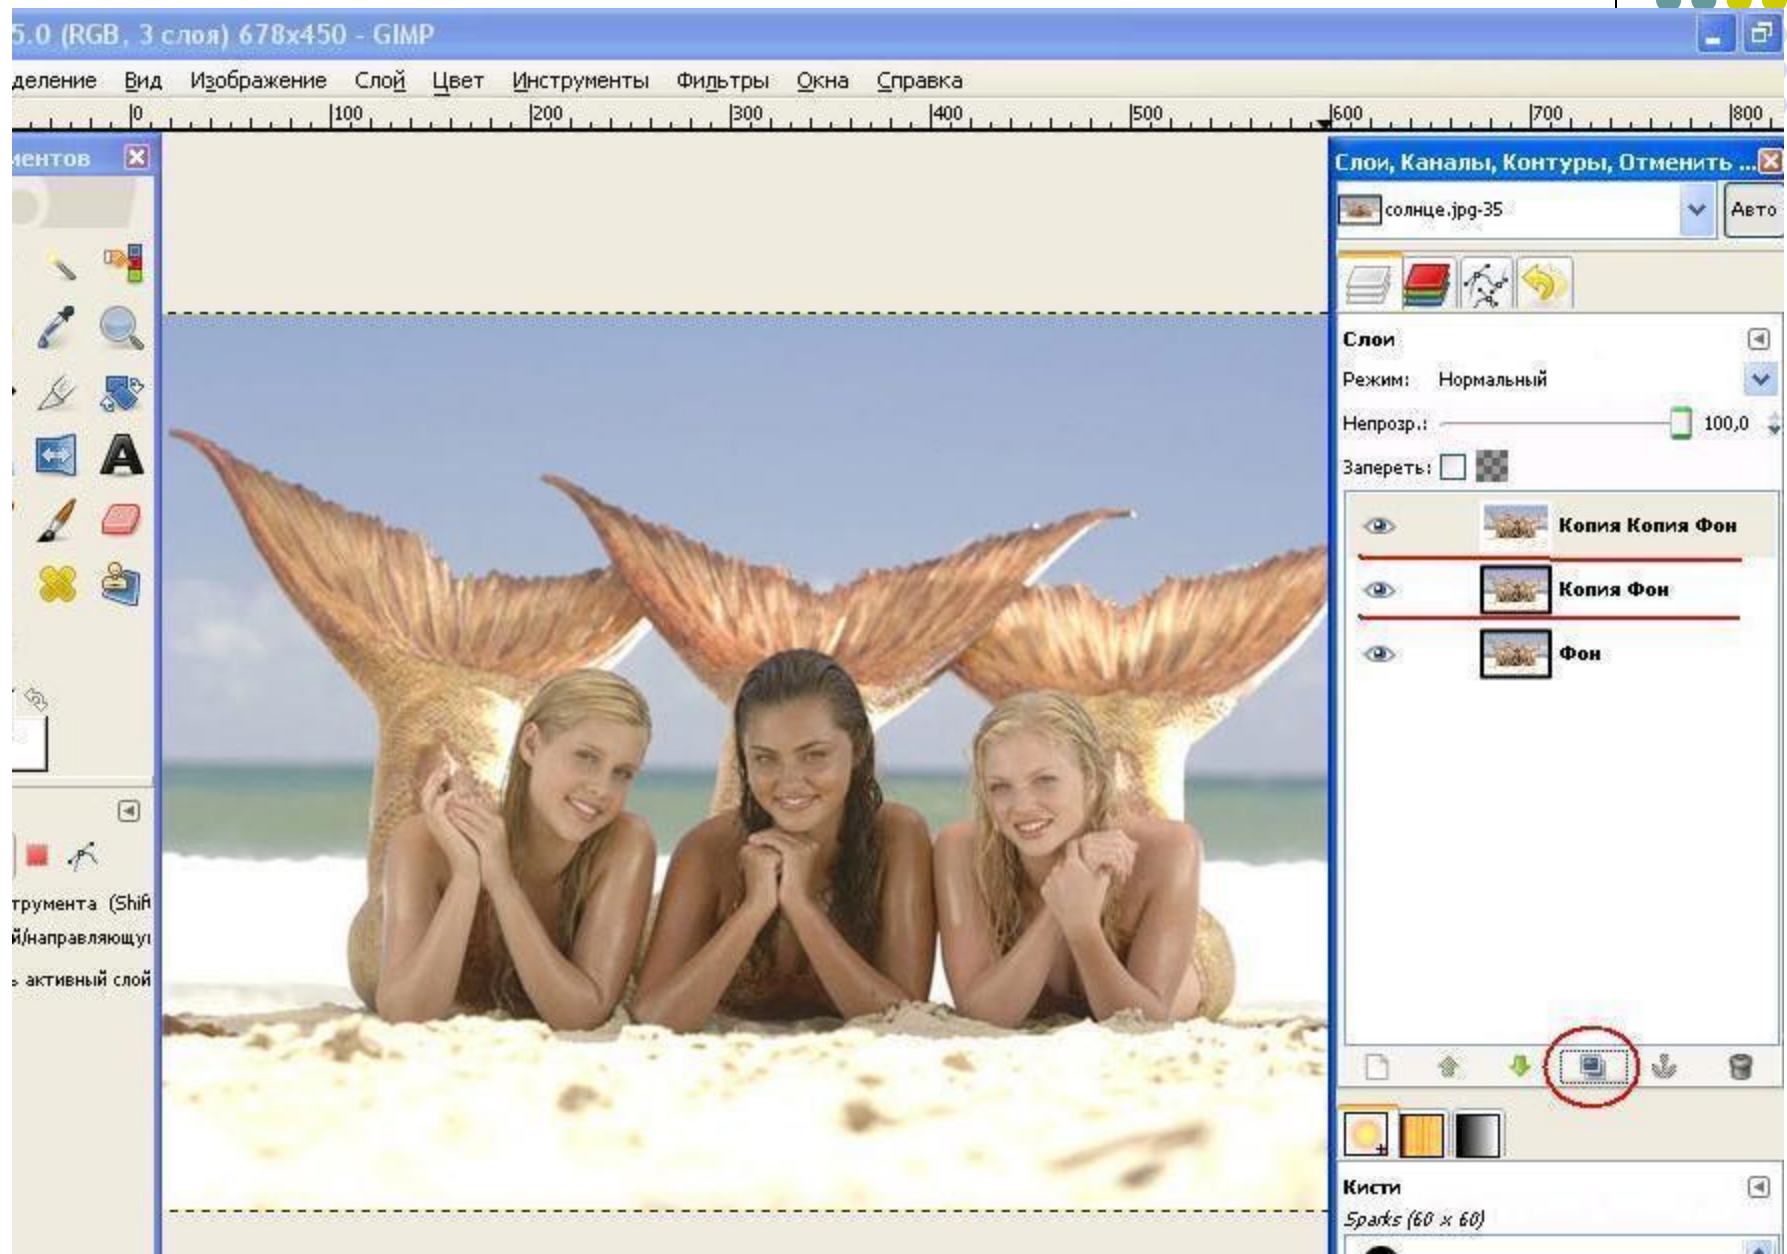 5.0 (RGB, 3 слоя) 678x450 - GIMP
деление Вид Изображение Слой Цвет Инструменты Фильтры Окна Справка
0 100 200 300 400 500 600 700 800
ментов
Слои, Каналы, Контуры, Отменить ...
солнце.jpg-35
Авто
Слои
Режим: Нормальный
Непрозр.: 100,0
Запереть:
Копия Копия Фон
Копия Фон
Фон
трумента (Shift
й/направляющу
ь активный слой
Кисти
Sparks (60 x 60)